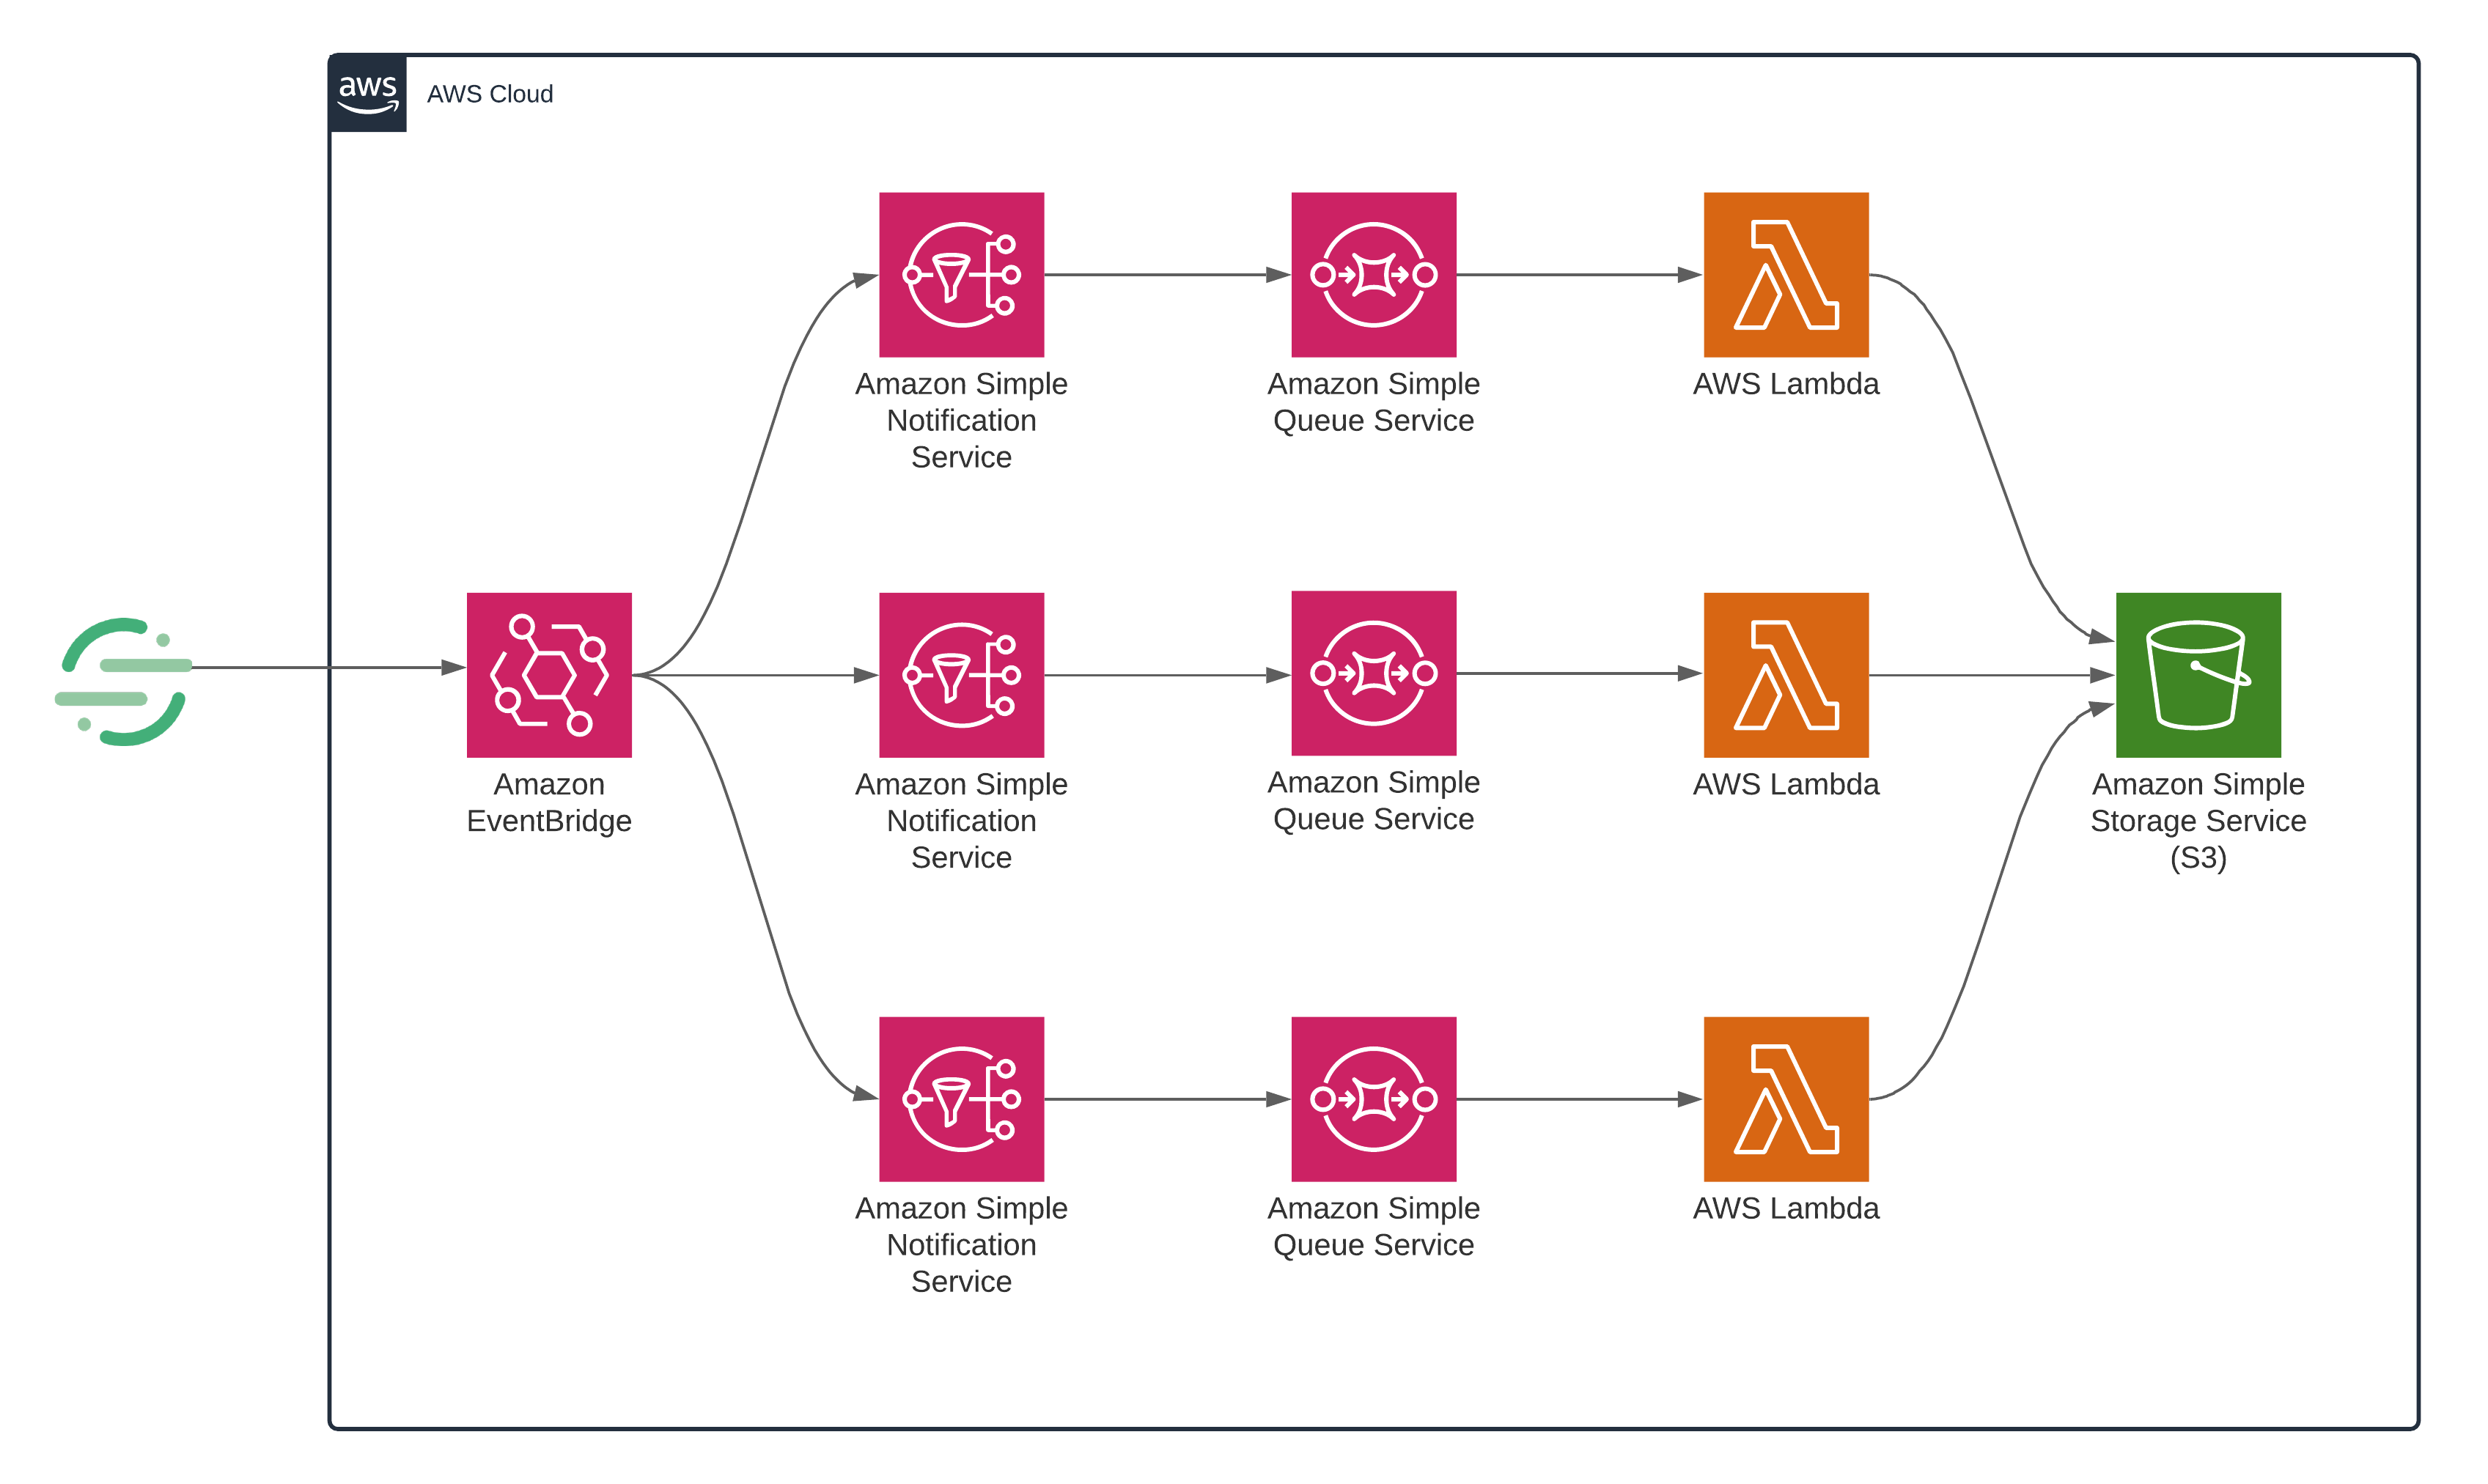 aws
AWS Cloud
Amazon Simple
Notification
Service
Amazon Simple
Queue Service
AWS Lambda
Amazon
EventBridge
Amazon Simple
Notification
Service
Amazon Simple
Queue Service
AWS Lambda
Amazon Simple
Storage Service
(S3)
Amazon Simple
Notification
Service
Amazon Simple
Queue Service
AWS Lambda